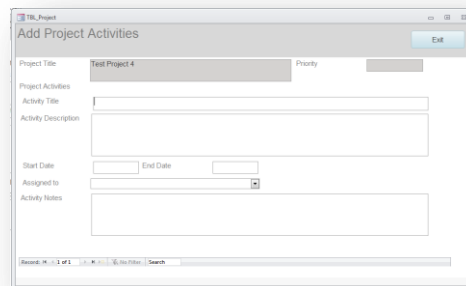 TBL_Project
Add Project Activities
Exit
Project Title Test Project 4 Priority
Project Activities
Activity Title
Activity Description
Start Date End Date
Assigned to
Activity Notes
Record: 1 of 1 No Filter Search